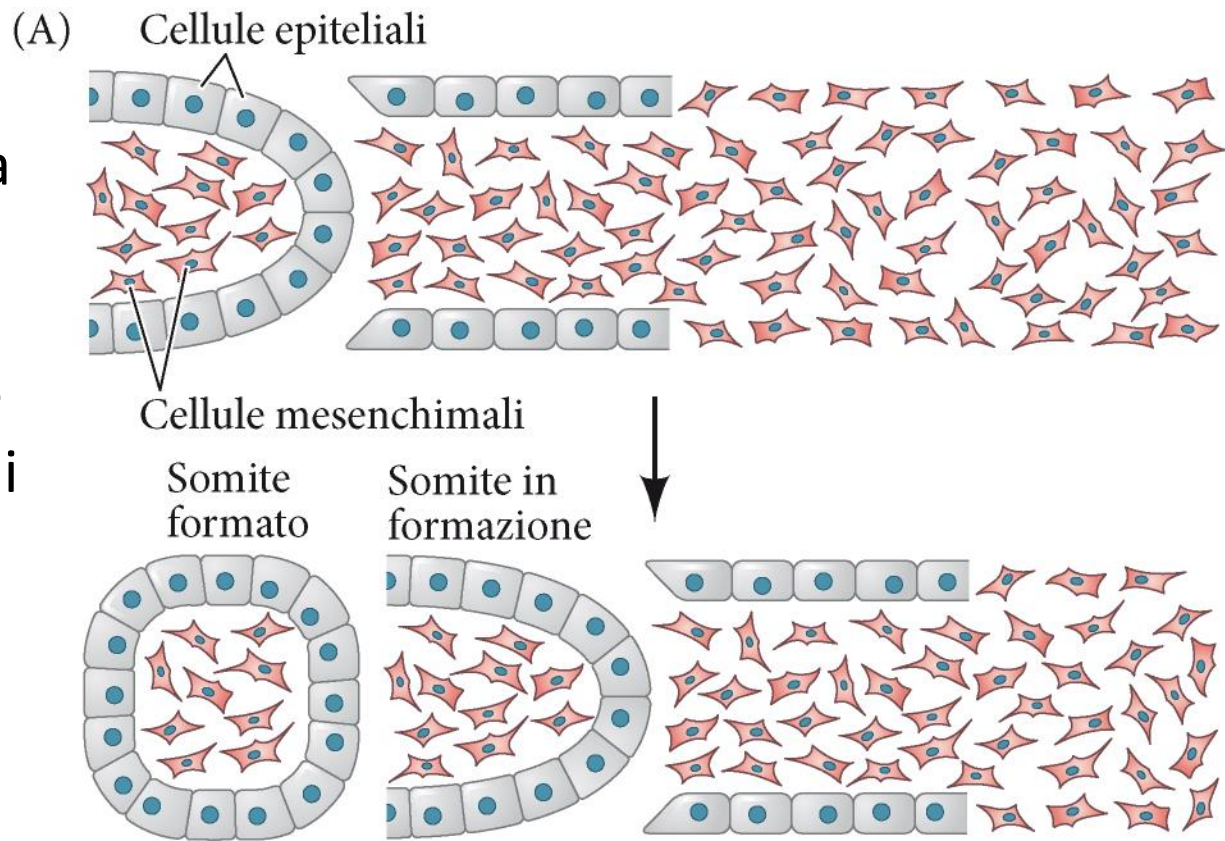 (A)
Cellule epiteliali
a
Cellule mesenchimali
i
Somite
formato
Somite in
formazione